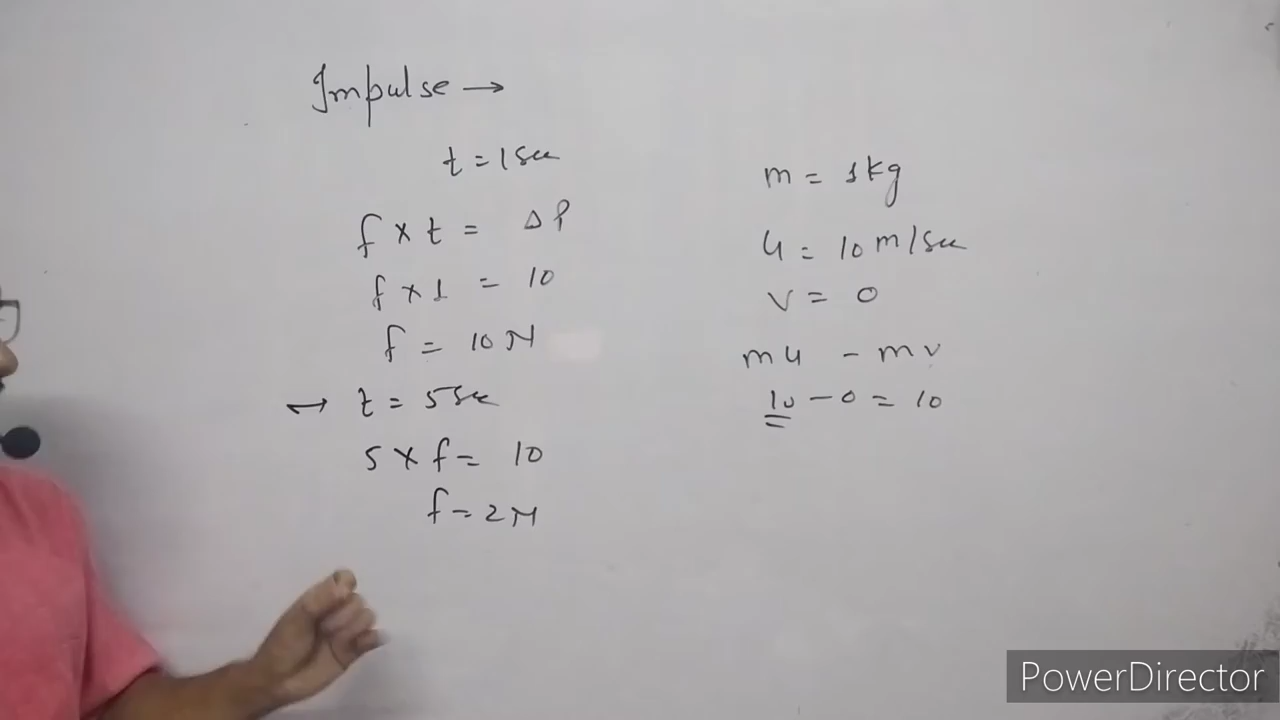 Impulse →
t = 1 sec
f × t = ΔP
f × 1 = 10
f = 10 N
↔ t = 5 sec
5 × f = 10
f = 2 N
m = 1 kg
u = 10 m/sec
v = 0
mu - mv
10 - 0 = 10
PowerDirector